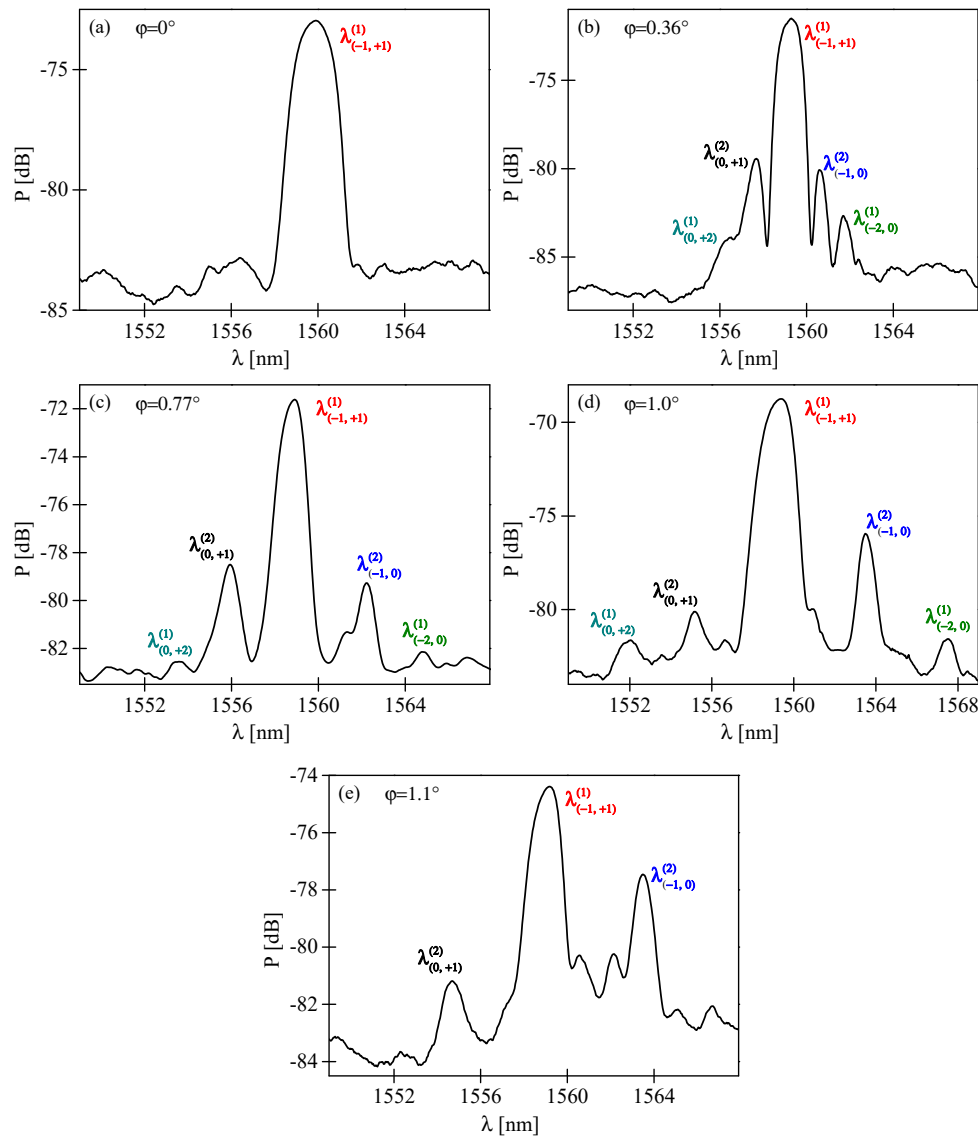 (a) φ=0°
λ(1)(-1, +1)
-75
-80
-85
P [dB]
1552 1556 1560 1564
λ [nm]
(b) φ=0.36°
λ(1)(-1, +1)
λ(2)(0, +1)
λ(2)(-1, 0)
λ(1)(0, +2)
λ(1)(-2, 0)
-75
-80
-85
P [dB]
1552 1556 1560 1564
λ [nm]
(c) φ=0.77°
λ(1)(-1, +1)
λ(2)(0, +1)
λ(2)(-1, 0)
λ(1)(0, +2)
λ(1)(-2, 0)
-72
-74
-76
-78
-80
-82
P [dB]
1552 1556 1560 1564
λ [nm]
(d) φ=1.0°
λ(1)(-1, +1)
λ(2)(-1, 0)
λ(2)(0, +1)
λ(1)(0, +2)
λ(1)(-2, 0)
-70
-75
-80
P [dB]
1552 1556 1560 1564 1568
λ [nm]
(e) φ=1.1°
λ(1)(-1, +1)
λ(2)(-1, 0)
λ(2)(0, +1)
-74
-76
-78
-80
-82
-84
P [dB]
1552 1556 1560 1564
λ [nm]